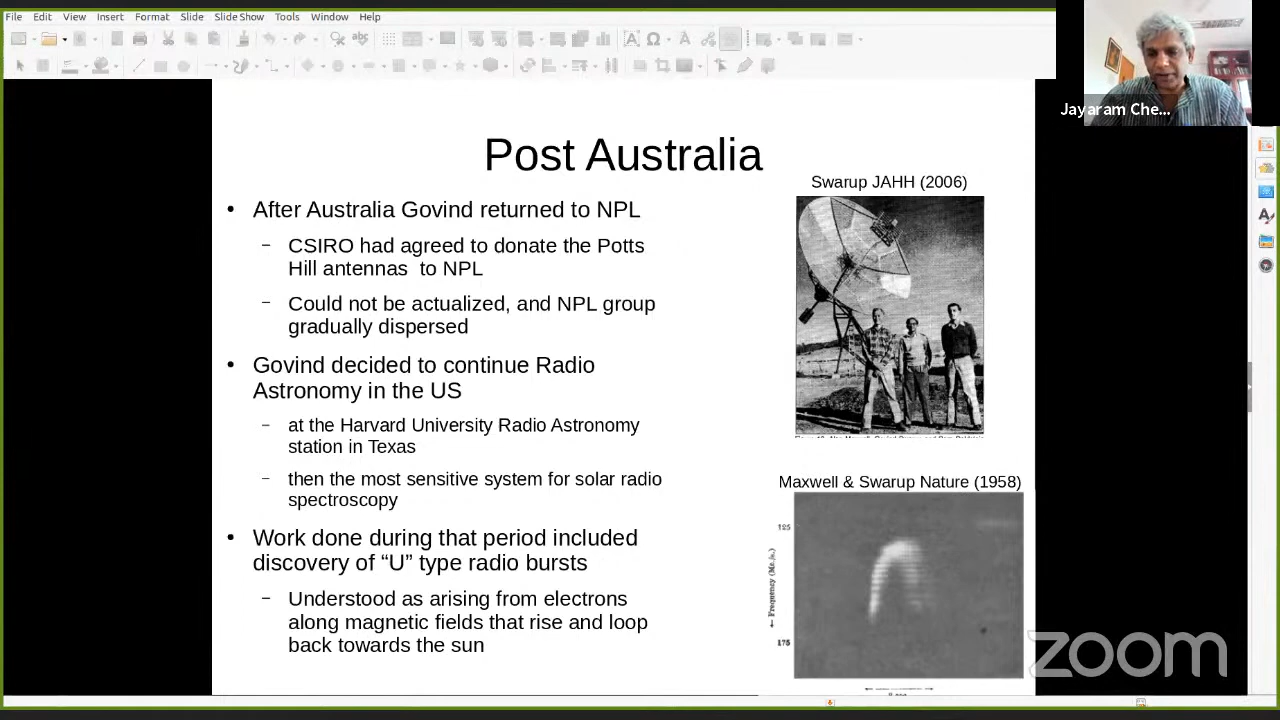 File Edit View Insert Format Slide Slide Show Tools Window Help
Jayaram Che...
Post Australia
Swarup JAHH (2006)
• After Australia Govind returned to NPL
– CSIRO had agreed to donate the Potts
Hill antennas to NPL
– Could not be actualized, and NPL group
gradually dispersed
• Govind decided to continue Radio
Astronomy in the US
– at the Harvard University Radio Astronomy
station in Texas
– then the most sensitive system for solar radio
spectroscopy
• Work done during that period included
discovery of “U” type radio bursts
– Understood as arising from electrons
along magnetic fields that rise and loop
back towards the sun
Maxwell & Swarup Nature (1958)
125
← Frequency (Mc./s.)
175
zoom